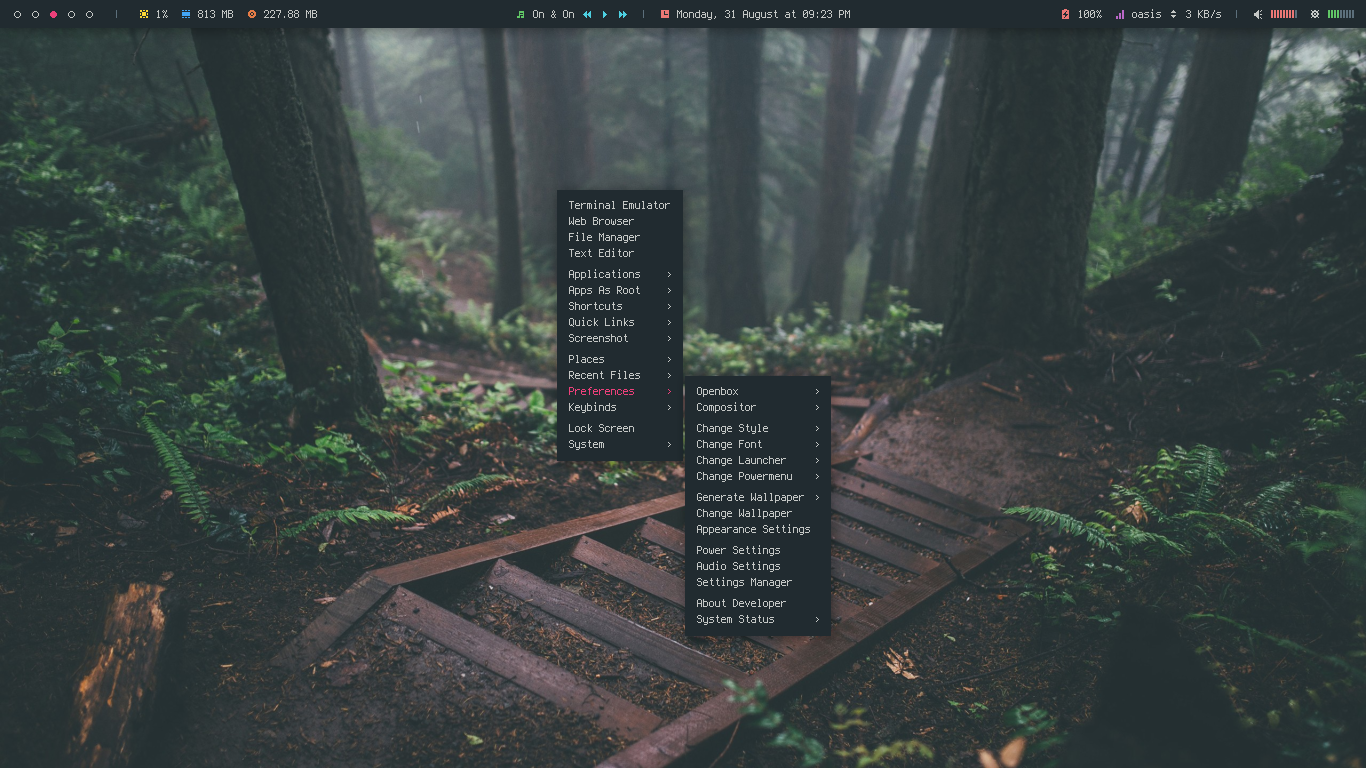 1% 813 MB 227.88 MB On & On Monday, 31 August at 09:23 PM 100% oasis 3 KB/s
Terminal Emulator
Web Browser
File Manager
Text Editor
Applications
Apps As Root
Shortcuts
Quick Links
Screenshot
Places
Recent Files
Preferences
Keybinds
Lock Screen
System
Openbox
Compositor
Change Style
Change Font
Change Launcher
Change Powermenu
Generate Wallpaper
Change Wallpaper
Appearance Settings
Power Settings
Audio Settings
Settings Manager
About Developer
System Status